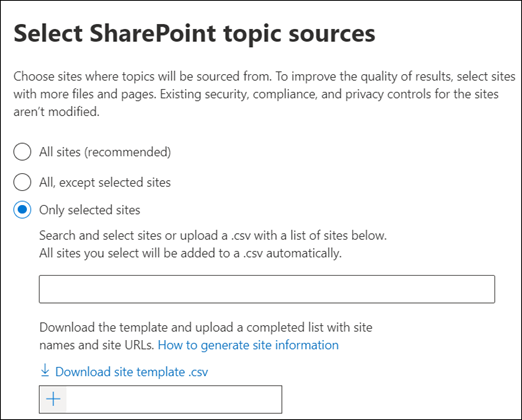 Select SharePoint topic sources
Choose sites where topics will be sourced from. To improve the quality of results, select sites
with more files and pages. Existing security, compliance, and privacy controls for the sites
aren't modified.
All sites (recommended)
All, except selected sites
Only selected sites
Search and select sites or upload a .csv with a list of sites below.
All sites you select will be added to a .csv automatically.
Download the template and upload a completed list with site
names and site URLs. How to generate site information
Download site template .csv